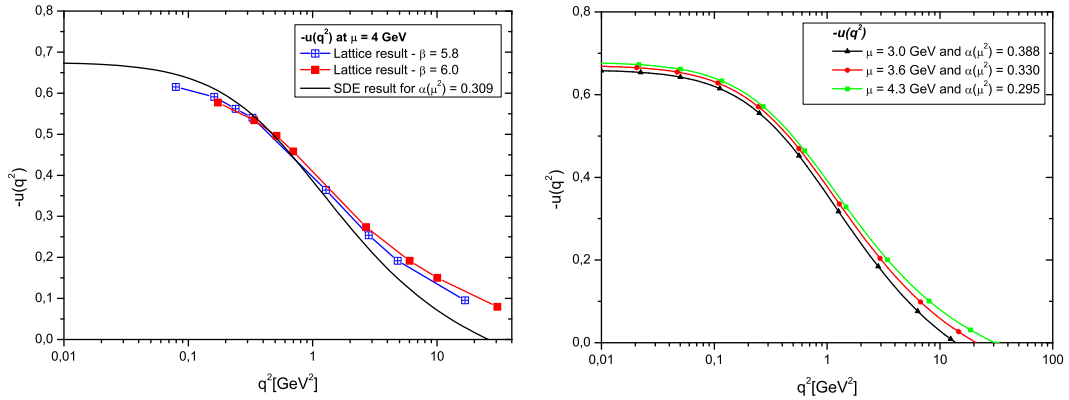 -u(q²) at μ = 4 GeV
Lattice result - β = 5.8
Lattice result - β = 6.0
SDE result for α(μ²) = 0.309
0,8
0,7
0,6
0,5
0,4
0,3
0,2
0,1
0,0
-u(q²)
0,01
0,1
1
10
q²[GeV²]
-u(q²)
μ = 3.0 GeV and α(μ²) = 0.388
μ = 3.6 GeV and α(μ²) = 0.330
μ = 4.3 GeV and α(μ²) = 0.295
0,8
0,6
0,4
0,2
0,0
-u(q²)
0,01
0,1
1
10
100
q²[GeV²]